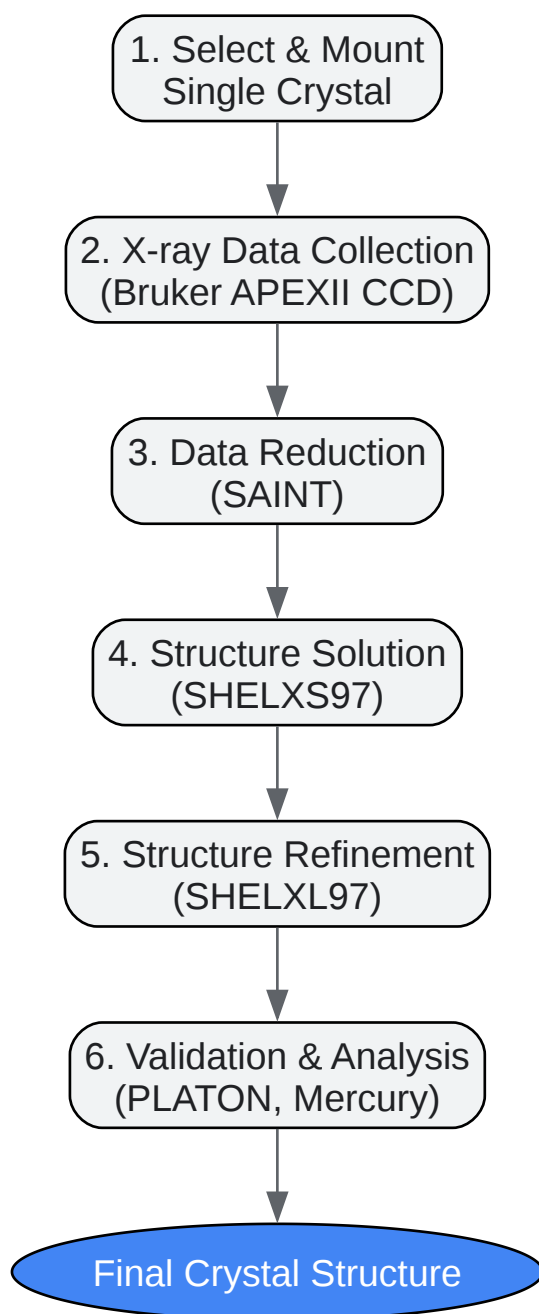 1. Select & Mount
Single Crystal
2. X-ray Data Collection
(Bruker APEXII CCD)
3. Data Reduction
(SAINT)
4. Structure Solution
(SHELXS97)
5. Structure Refinement
(SHELXL97)
6. Validation & Analysis
(PLATON, Mercury)
Final Crystal Structure